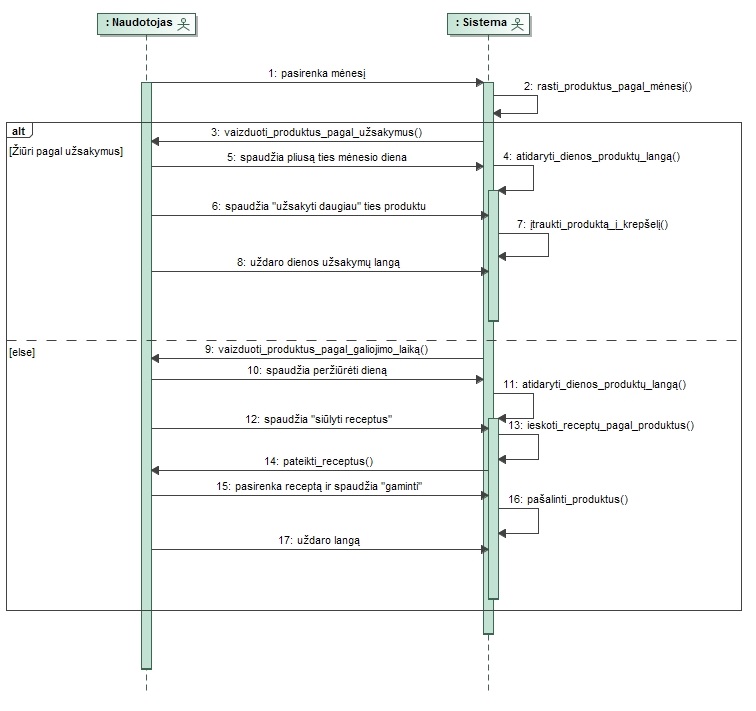 : Naudotojas
: Sistema
1: pasirenka mėnesį
2: rasti_produktus_pagal_mėnesį()
alt
3: vaizduoti_produktus_pagal_užsakymus()
[Žiūri pagal užsakymus]
5: spaudžia pliusą ties mėnesio diena
4: atidaryti_dienos_produktų_langą()
6: spaudžia "užsakyti daugiau" ties produktu
7: įtraukti_produktą_į_krepšelį()
8: uždaro dienos užsakymų langą
[else]
9: vaizduoti_produktus_pagal_galiojimo_laiką()
10: spaudžia peržiūrėti dieną
11: atidaryti_dienos_produktų_langą()
12: spaudžia "siūlyti receptus"
13: ieskoti_receptų_pagal_produktus()
14: pateikti_receptus()
15: pasirenka receptą ir spaudžia "gaminti"
16: pašalinti_produktus()
17: uždaro langą